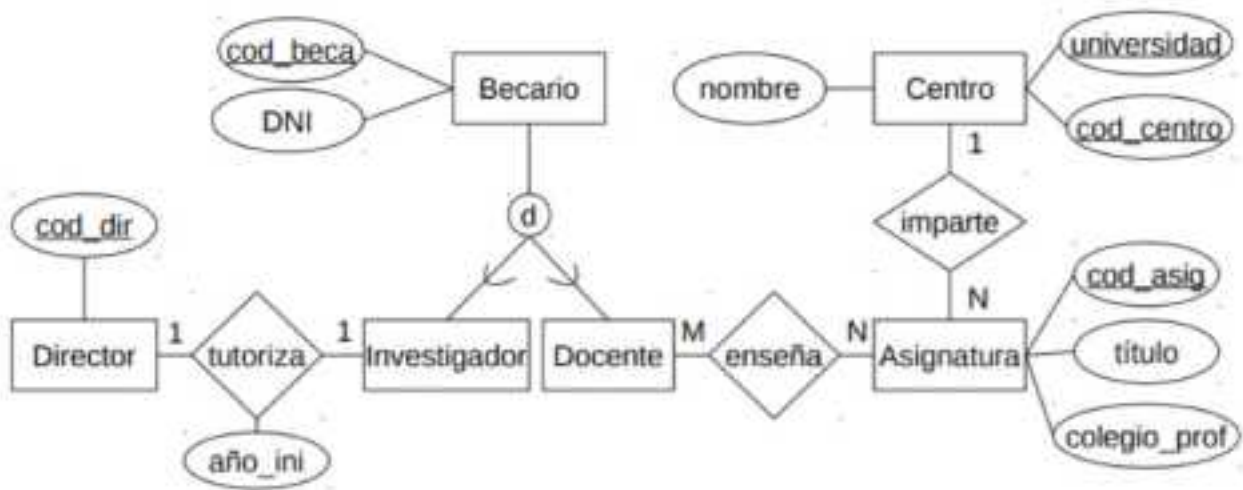 cod_beca
DNI
Becario
nombre
Centro
universidad
cod_centro
1
d
imparte
cod_dir
N
cod_asig
Director
1
tutoriza
1
Investigador
Docente
M
enseña
N
Asignatura
título
colegio_prof
año_ini